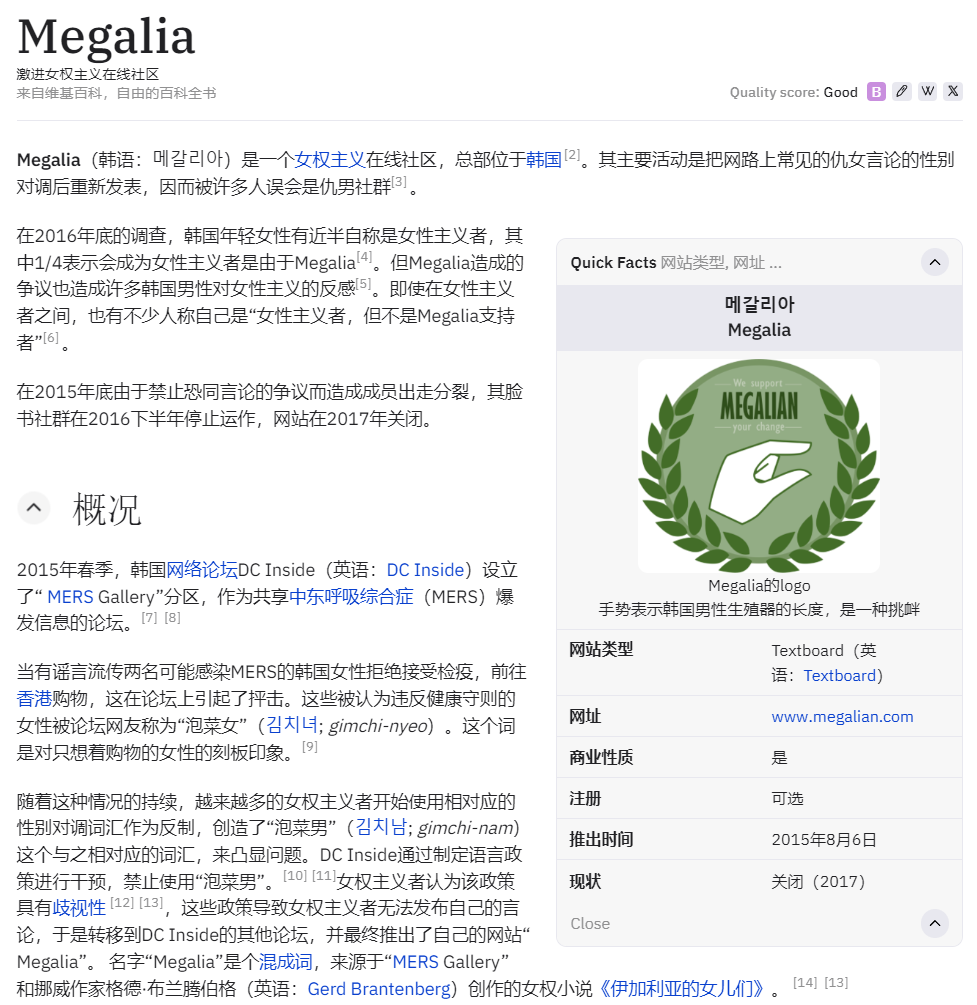 Megalia
激进女权主义在线社区
来自维基百科，自由的百科全书
Quality score: Good B W X
Megalia（韩语：메갈리아）是一个女权主义在线社区，总部位于韩国[2]。其主要活动是把网路上常见的仇女言论的性别
对调后重新发表，因而被许多人误会是仇男社群[3]。
在2016年底的调查，韩国年轻女性有近半自称是女性主义者，其
中1/4表示会成为女性主义者是由于Megalia[4]。但Megalia造成的
争议也造成许多韩国男性对女性主义的反感[5]。即使在女性主义
者之间，也有不少人称自己是“女性主义者，但不是Megalia支持
者”[6]。
在2015年底由于禁止恐同言论的争议而造成成员出走分裂，其脸
书社群在2016下半年停止运作，网站在2017年关闭。
概况
2015年春季，韩国网络论坛DC Inside（英语：DC Inside）设立
了“ MERS Gallery”分区，作为共享中东呼吸综合症（MERS）爆
发信息的论坛。[7] [8]
当有谣言流传两名可能感染MERS的韩国女性拒绝接受检疫，前往
香港购物，这在论坛上引起了抨击。这些被认为违反健康守则的
女性被论坛网友称为“泡菜女”（김치녀; gimchi-nyeo）。这个词
是对只想着购物的女性的刻板印象。[9]
随着这种情况的持续，越来越多的女权主义者开始使用相对应的
性别对调词汇作为反制，创造了“泡菜男”（김치남; gimchi-nam）
这个与之相对应的词汇，来凸显问题。DC Inside通过制定语言政
策进行干预，禁止使用“泡菜男”。[10] [11]女权主义者认为该政策
具有歧视性 [12] [13]，这些政策导致女权主义者无法发布自己的言
论，于是转移到DC Inside的其他论坛，并最终推出了自己的网站“
Megalia”。 名字“Megalia”是个混成词，来源于“MERS Gallery”
和挪威作家格德·布兰腾伯格（英语：Gerd Brantenberg）创作的女权小说《伊加利亚的女儿们》。 [14] [13]
Quick Facts 网站类型, 网址 ...
메갈리아
Megalia
We support
MEGALIAN
your change
Megalia的logo
手势表示韩国男性生殖器的长度，是一种挑衅
网站类型 Textboard（英
语：Textboard）
网址 www.megalian.com
商业性质 是
注册 可选
推出时间 2015年8月6日
现状 关闭（2017）
Close